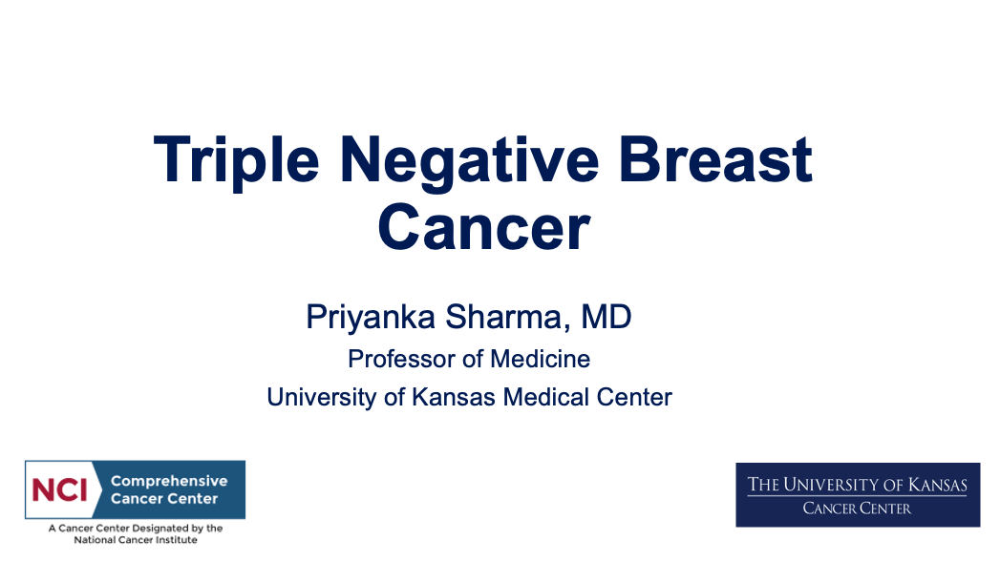 Triple Negative Breast
Cancer
Priyanka Sharma, MD
Professor of Medicine
University of Kansas Medical Center
NCI Comprehensive
Cancer Center
A Cancer Center Designated by the
National Cancer Institute
THE UNIVERSITY OF KANSAS
CANCER CENTER